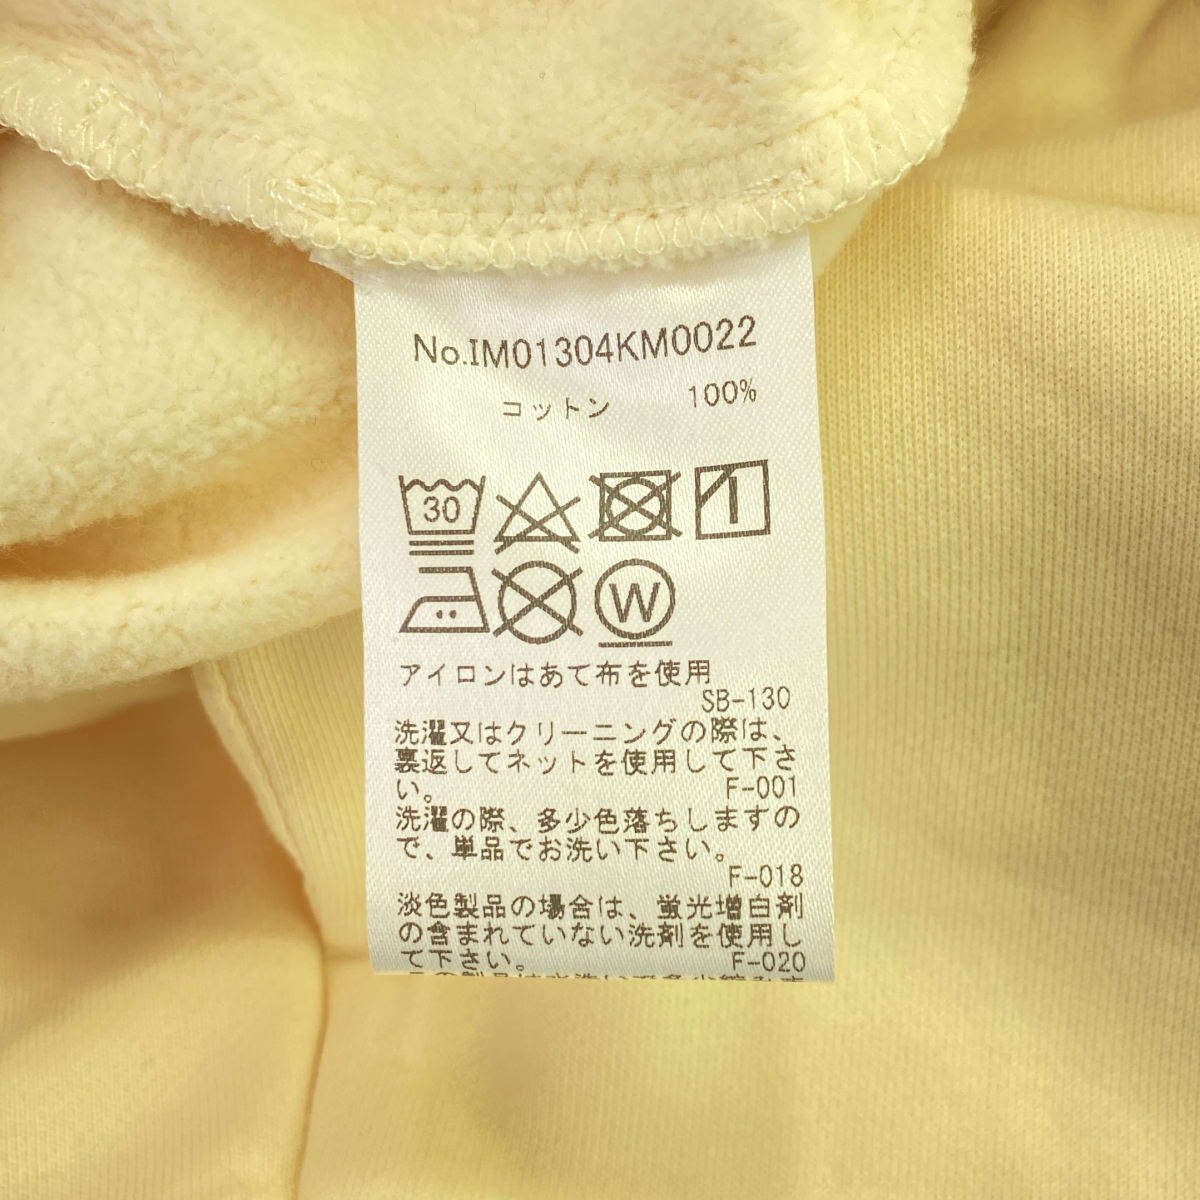 No.IM01304KM0022
コットン 100%
30
W
アイロンはあて布を使用
SB-130
洗濯又はクリーニングの際は、
裏返してネットを使用して下さ
い。 F-001
洗濯の際、多少色落ちしますの
で、単品でお洗い下さい。
F-018
淡色製品の場合は、蛍光増白剤
の含まれていない洗剤を使用し
て下さい。 F-020